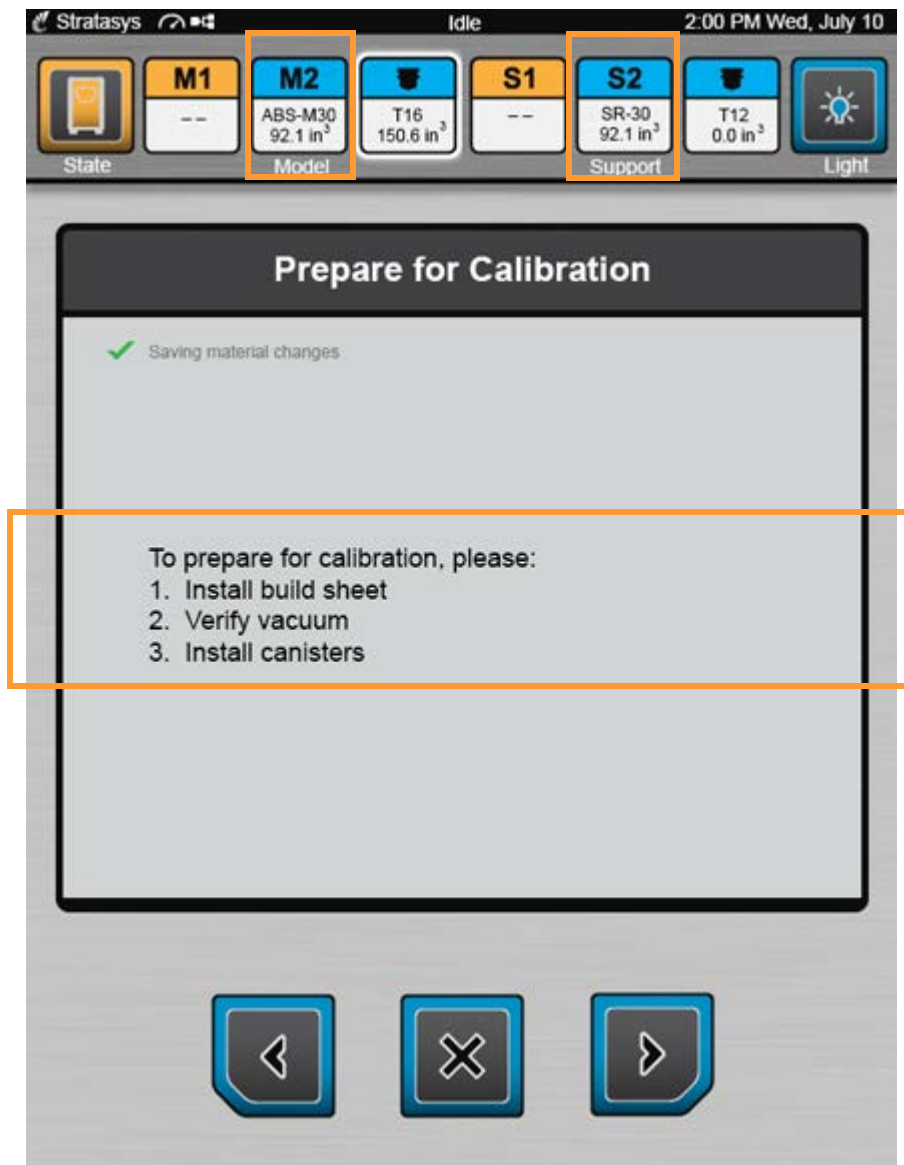 Stratasys Idle 2:00 PM Wed, July 10
M1 M2 S1 S2
-- ABS-M30 T16 -- SR-30 T12
92.1 in³ 150.6 in³ 92.1 in³ 0.0 in³
State Model Support Light
Prepare for Calibration
Saving material changes
To prepare for calibration, please:
1. Install build sheet
2. Verify vacuum
3. Install canisters